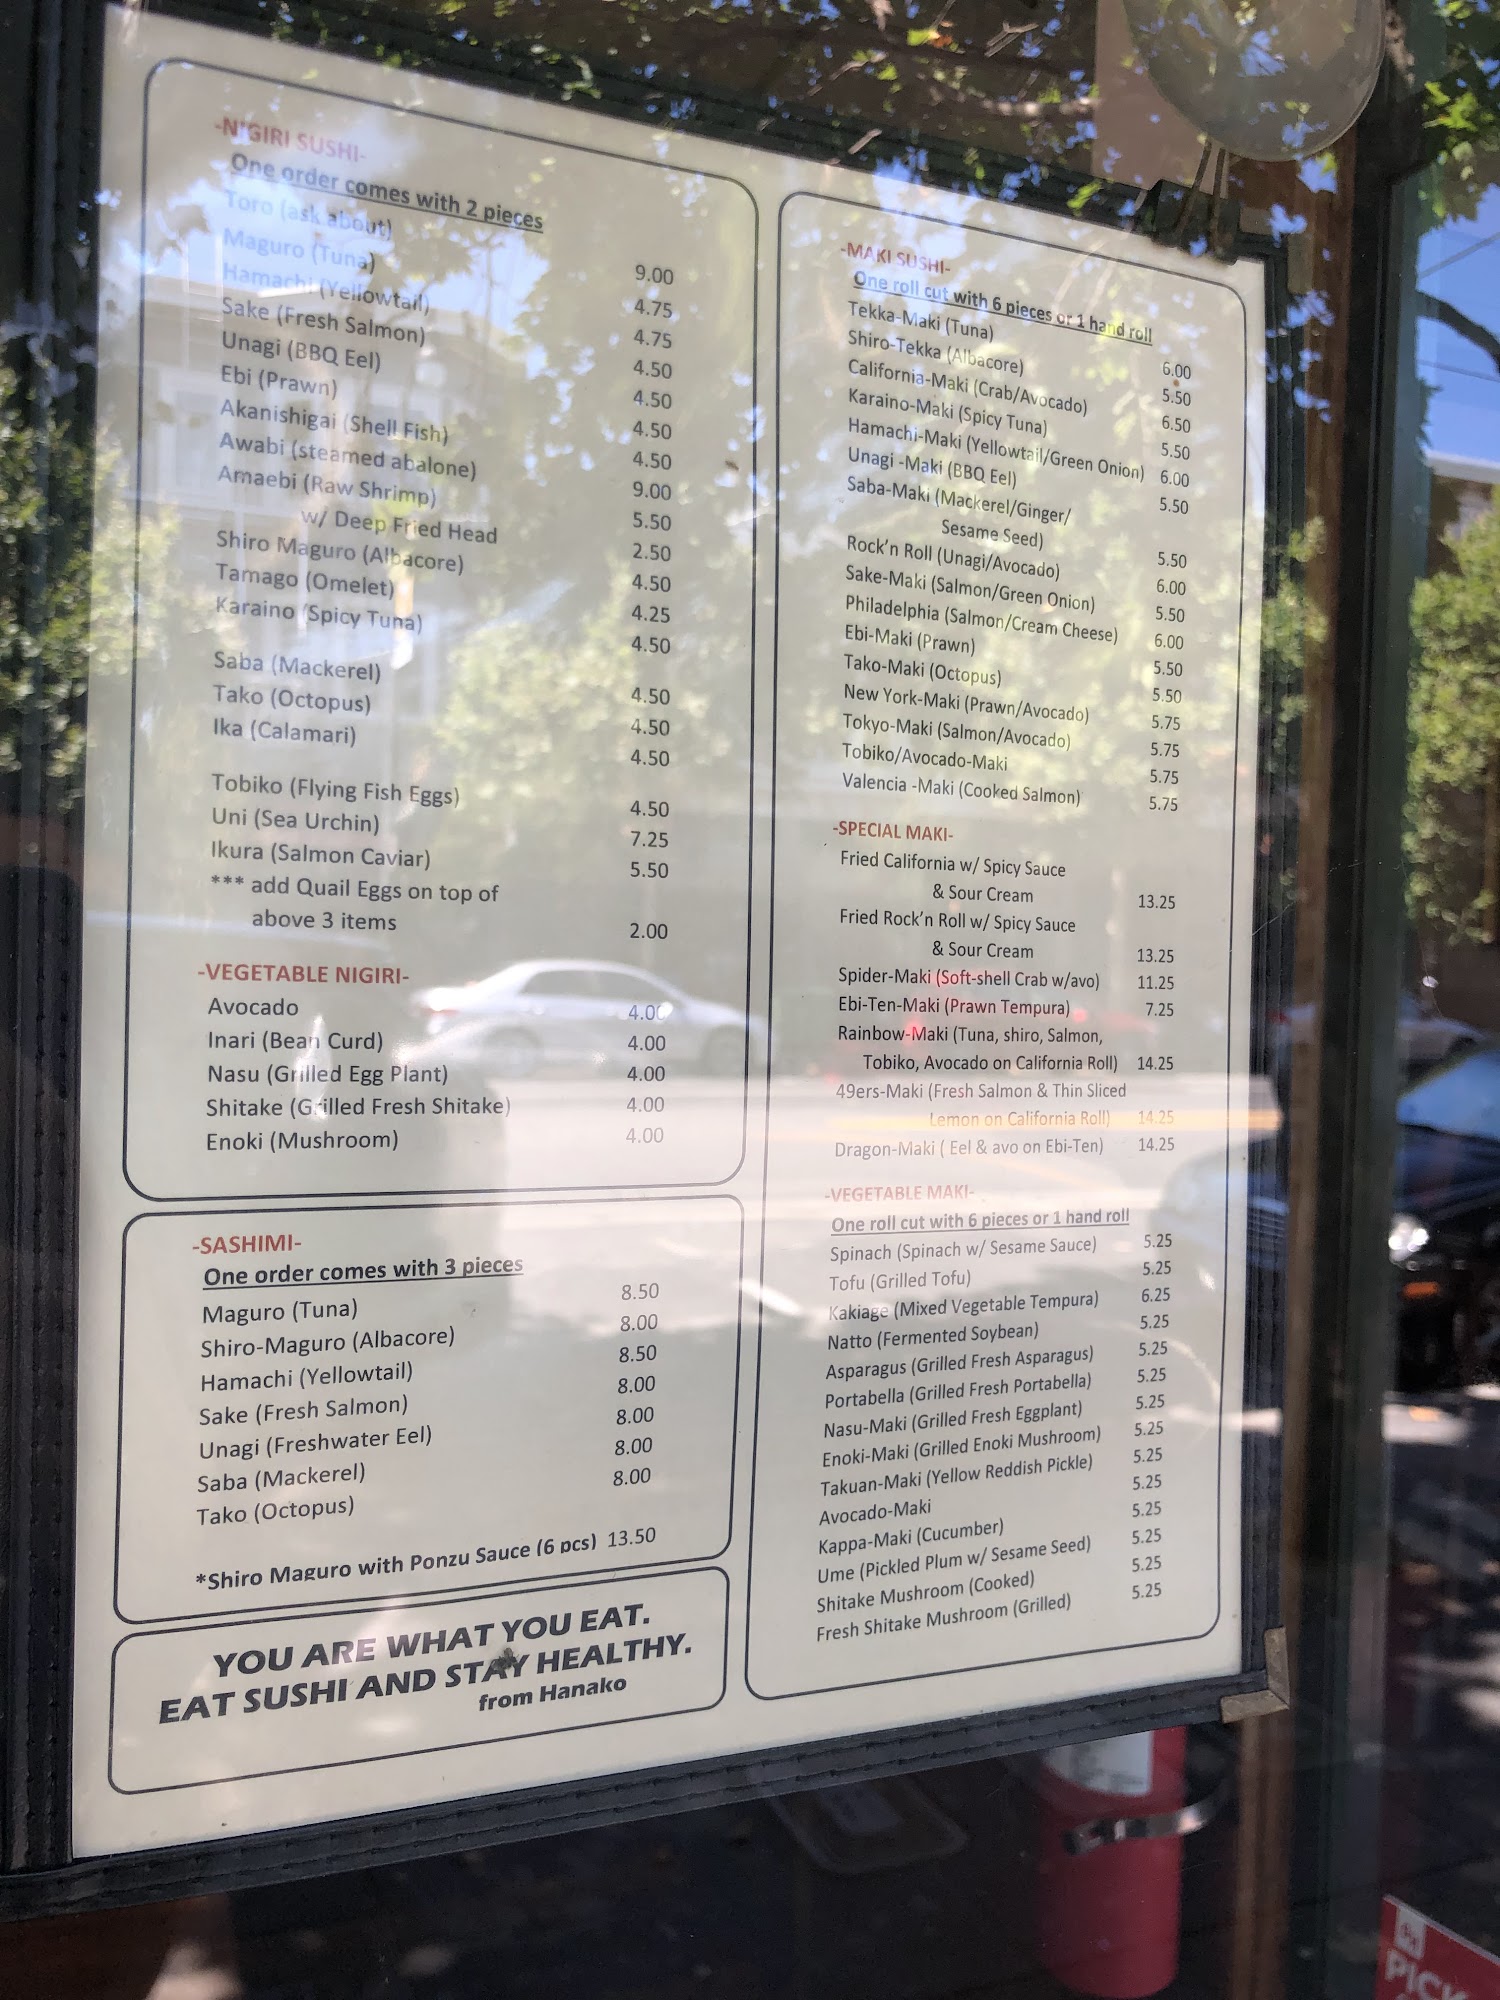 -NIGIRI SUSHI-
One order comes with 2 pieces
Toro (ask about) 9.00
Maguro (Tuna) 4.75
Hamachi (Yellowtail) 4.75
Sake (Fresh Salmon) 4.50
Unagi (BBQ Eel) 4.50
Ebi (Prawn) 4.50
Akanishigai (Shell Fish) 4.50
Awabi (steamed abalone) 9.00
Amaebi (Raw Shrimp) 5.50
w/ Deep Fried Head 2.50
Shiro Maguro (Albacore) 4.50
Tamago (Omelet) 4.25
Karaino (Spicy Tuna) 4.50
Saba (Mackerel) 4.50
Tako (Octopus) 4.50
Ika (Calamari) 4.50
Tobiko (Flying Fish Eggs) 4.50
Uni (Sea Urchin) 7.25
Ikura (Salmon Caviar) 5.50
*** add Quail Eggs on top of
above 3 items 2.00
-VEGETABLE NIGIRI-
Avocado 4.00
Inari (Bean Curd) 4.00
Nasu (Grilled Egg Plant) 4.00
Shitake (Grilled Fresh Shitake) 4.00
Enoki (Mushroom) 4.00
-SASHIMI-
One order comes with 3 pieces
Maguro (Tuna) 8.50
Shiro-Maguro (Albacore) 8.00
Hamachi (Yellowtail) 8.50
Sake (Fresh Salmon) 8.00
Unagi (Freshwater Eel) 8.00
Saba (Mackerel) 8.00
Tako (Octopus) 8.00
*Shiro Maguro with Ponzu Sauce (6 pcs) 13.50
YOU ARE WHAT YOU EAT.
EAT SUSHI AND STAY HEALTHY.
from Hanako
-MAKI SUSHI-
One roll cut with 6 pieces or 1 hand roll
Tekka-Maki (Tuna) 6.00
Shiro-Tekka (Albacore) 5.50
California-Maki (Crab/Avocado) 6.50
Karaino-Maki (Spicy Tuna) 5.50
Hamachi-Maki (Yellowtail/Green Onion) 6.00
Unagi -Maki (BBQ Eel) 5.50
Saba-Maki (Mackerel/Ginger/
Sesame Seed) 5.50
Rock'n Roll (Unagi/Avocado) 6.00
Sake-Maki (Salmon/Green Onion) 5.50
Philadelphia (Salmon/Cream Cheese) 6.00
Ebi-Maki (Prawn) 5.50
Tako-Maki (Octopus) 5.50
New York-Maki (Prawn/Avocado) 5.75
Tokyo-Maki (Salmon/Avocado) 5.75
Tobiko/Avocado-Maki 5.75
Valencia -Maki (Cooked Salmon) 5.75
-SPECIAL MAKI-
Fried California w/ Spicy Sauce
& Sour Cream 13.25
Fried Rock'n Roll w/ Spicy Sauce
& Sour Cream 13.25
Spider-Maki (Soft-shell Crab w/avo) 11.25
Ebi-Ten-Maki (Prawn Tempura) 7.25
Rainbow-Maki (Tuna, shiro, Salmon,
Tobiko, Avocado on California Roll) 14.25
49ers-Maki (Fresh Salmon & Thin Sliced
Lemon on California Roll) 14.25
Dragon-Maki ( Eel & avo on Ebi-Ten) 14.25
-VEGETABLE MAKI-
One roll cut with 6 pieces or 1 hand roll
Spinach (Spinach w/ Sesame Sauce) 5.25
Tofu (Grilled Tofu) 5.25
Kakiage (Mixed Vegetable Tempura) 6.25
Natto (Fermented Soybean) 5.25
Asparagus (Grilled Fresh Asparagus) 5.25
Portabella (Grilled Fresh Portabella) 5.25
Nasu-Maki (Grilled Fresh Eggplant) 5.25
Enoki-Maki (Grilled Enoki Mushroom) 5.25
Takuan-Maki (Yellow Reddish Pickle) 5.25
Avocado-Maki 5.25
Kappa-Maki (Cucumber) 5.25
Ume (Pickled Plum w/ Sesame Seed) 5.25
Shitake Mushroom (Cooked) 5.25
Fresh Shitake Mushroom (Grilled) 5.25